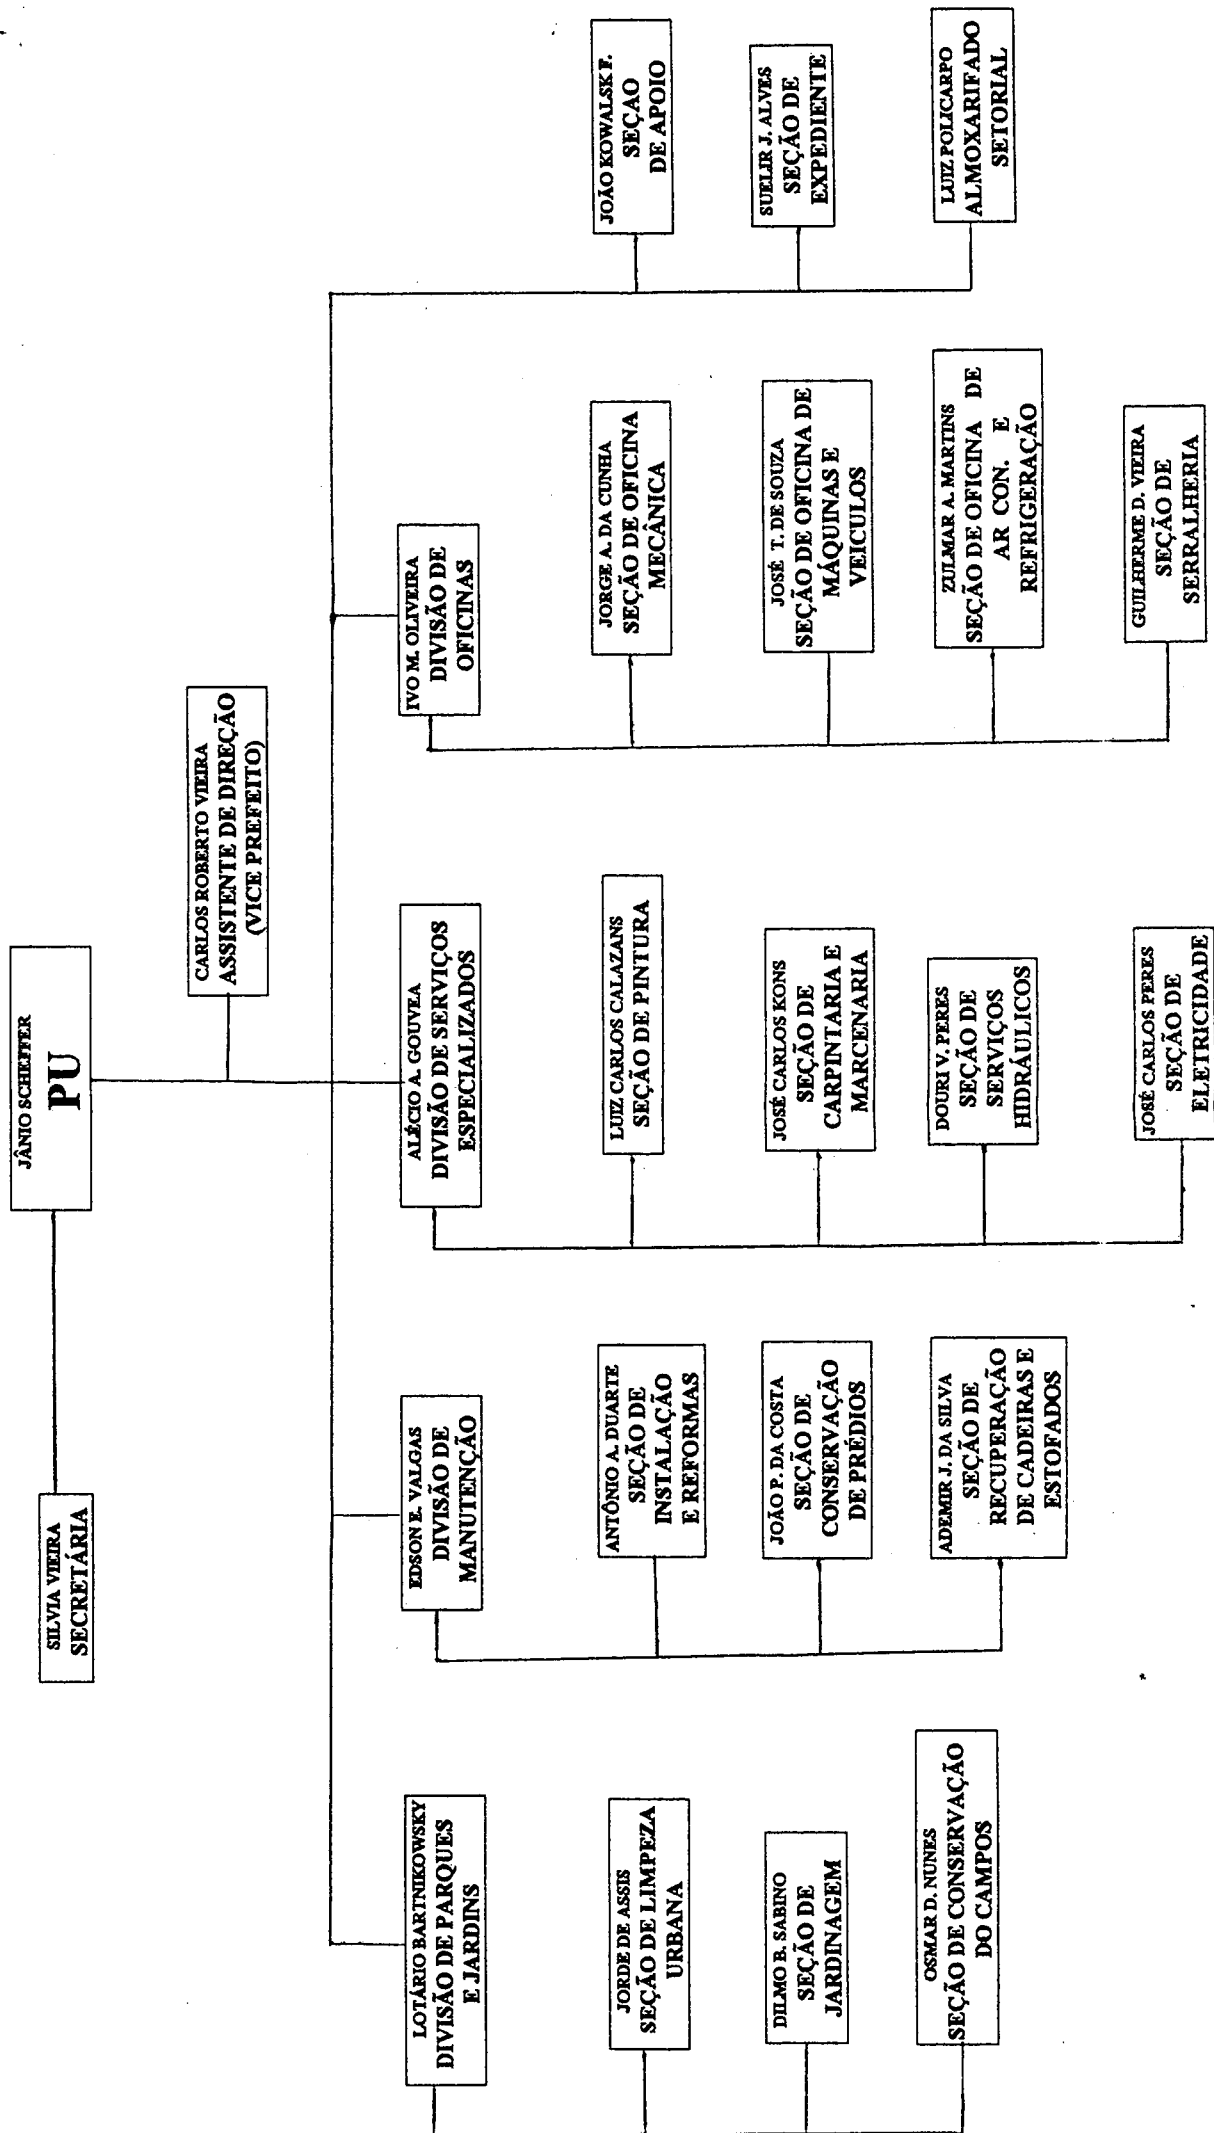 JÂNIO SCHEFFER
PU
SILVIA VIEIRA
SECRETÁRIA
CARLOS ROBERTO VIEIRA
ASSISTENTE DE DIREÇÃO
(VICE PREFEITO)
LOTÁRIO BARTNIKOWSKY
DIVISÃO DE PARQUES
E JARDINS
JORDE DE ASSIS
SEÇÃO DE LIMPEZA
URBANA
DILMO B. SABINO
SEÇÃO DE
JARDINAGEM
OSMAR D. NUNES
SEÇÃO DE CONSERVAÇÃO
DO CAMPOS
EDSON E. VALGAS
DIVISÃO DE
MANUTENÇÃO
ANTÔNIO A. DUARTE
SEÇÃO DE
INSTALAÇÃO
E REFORMAS
JOÃO P. DA COSTA
SEÇÃO DE
CONSERVAÇÃO
DE PRÉDIOS
ADEMIR J. DA SILVA
SEÇÃO DE
RECUPERAÇÃO
DE CADEIRAS E
ESTOFADOS
ALÉCIO A. GOUVEA
DIVISÃO DE SERVIÇOS
ESPECIALIZADOS
LUIZ CARLOS CALAZANS
SEÇÃO DE PINTURA
JOSÉ CARLOS KONS
SEÇÃO DE
CARPINTARIA E
MARCENARIA
DOURI V. PERES
SEÇÃO DE
SERVIÇOS
HIDRÁULICOS
JOSÉ CARLOS PERES
SEÇÃO DE
ELETRICIDADE
IVO M. OLIVEIRA
DIVISÃO DE
OFICINAS
JORGE A. DA CUNHA
SEÇÃO DE OFICINA
MECÂNICA
JOSÉ T. DE SOUZA
SEÇÃO DE OFICINA DE
MÁQUINAS E
VEICULOS
ZULMAR A. MARTINS
SEÇÃO DE OFICINA DE
AR CON. E
REFRIGERAÇÃO
GUILHERME D. VIEIRA
SEÇÃO DE
SERRALHERIA
JOÃO KOWALSK F.
SEÇAO
DE APOIO
SUELIR J. ALVES
SEÇÃO DE
EXPEDIENTE
LUIZ POLICARPO
ALMOXARIFADO
SETORIAL